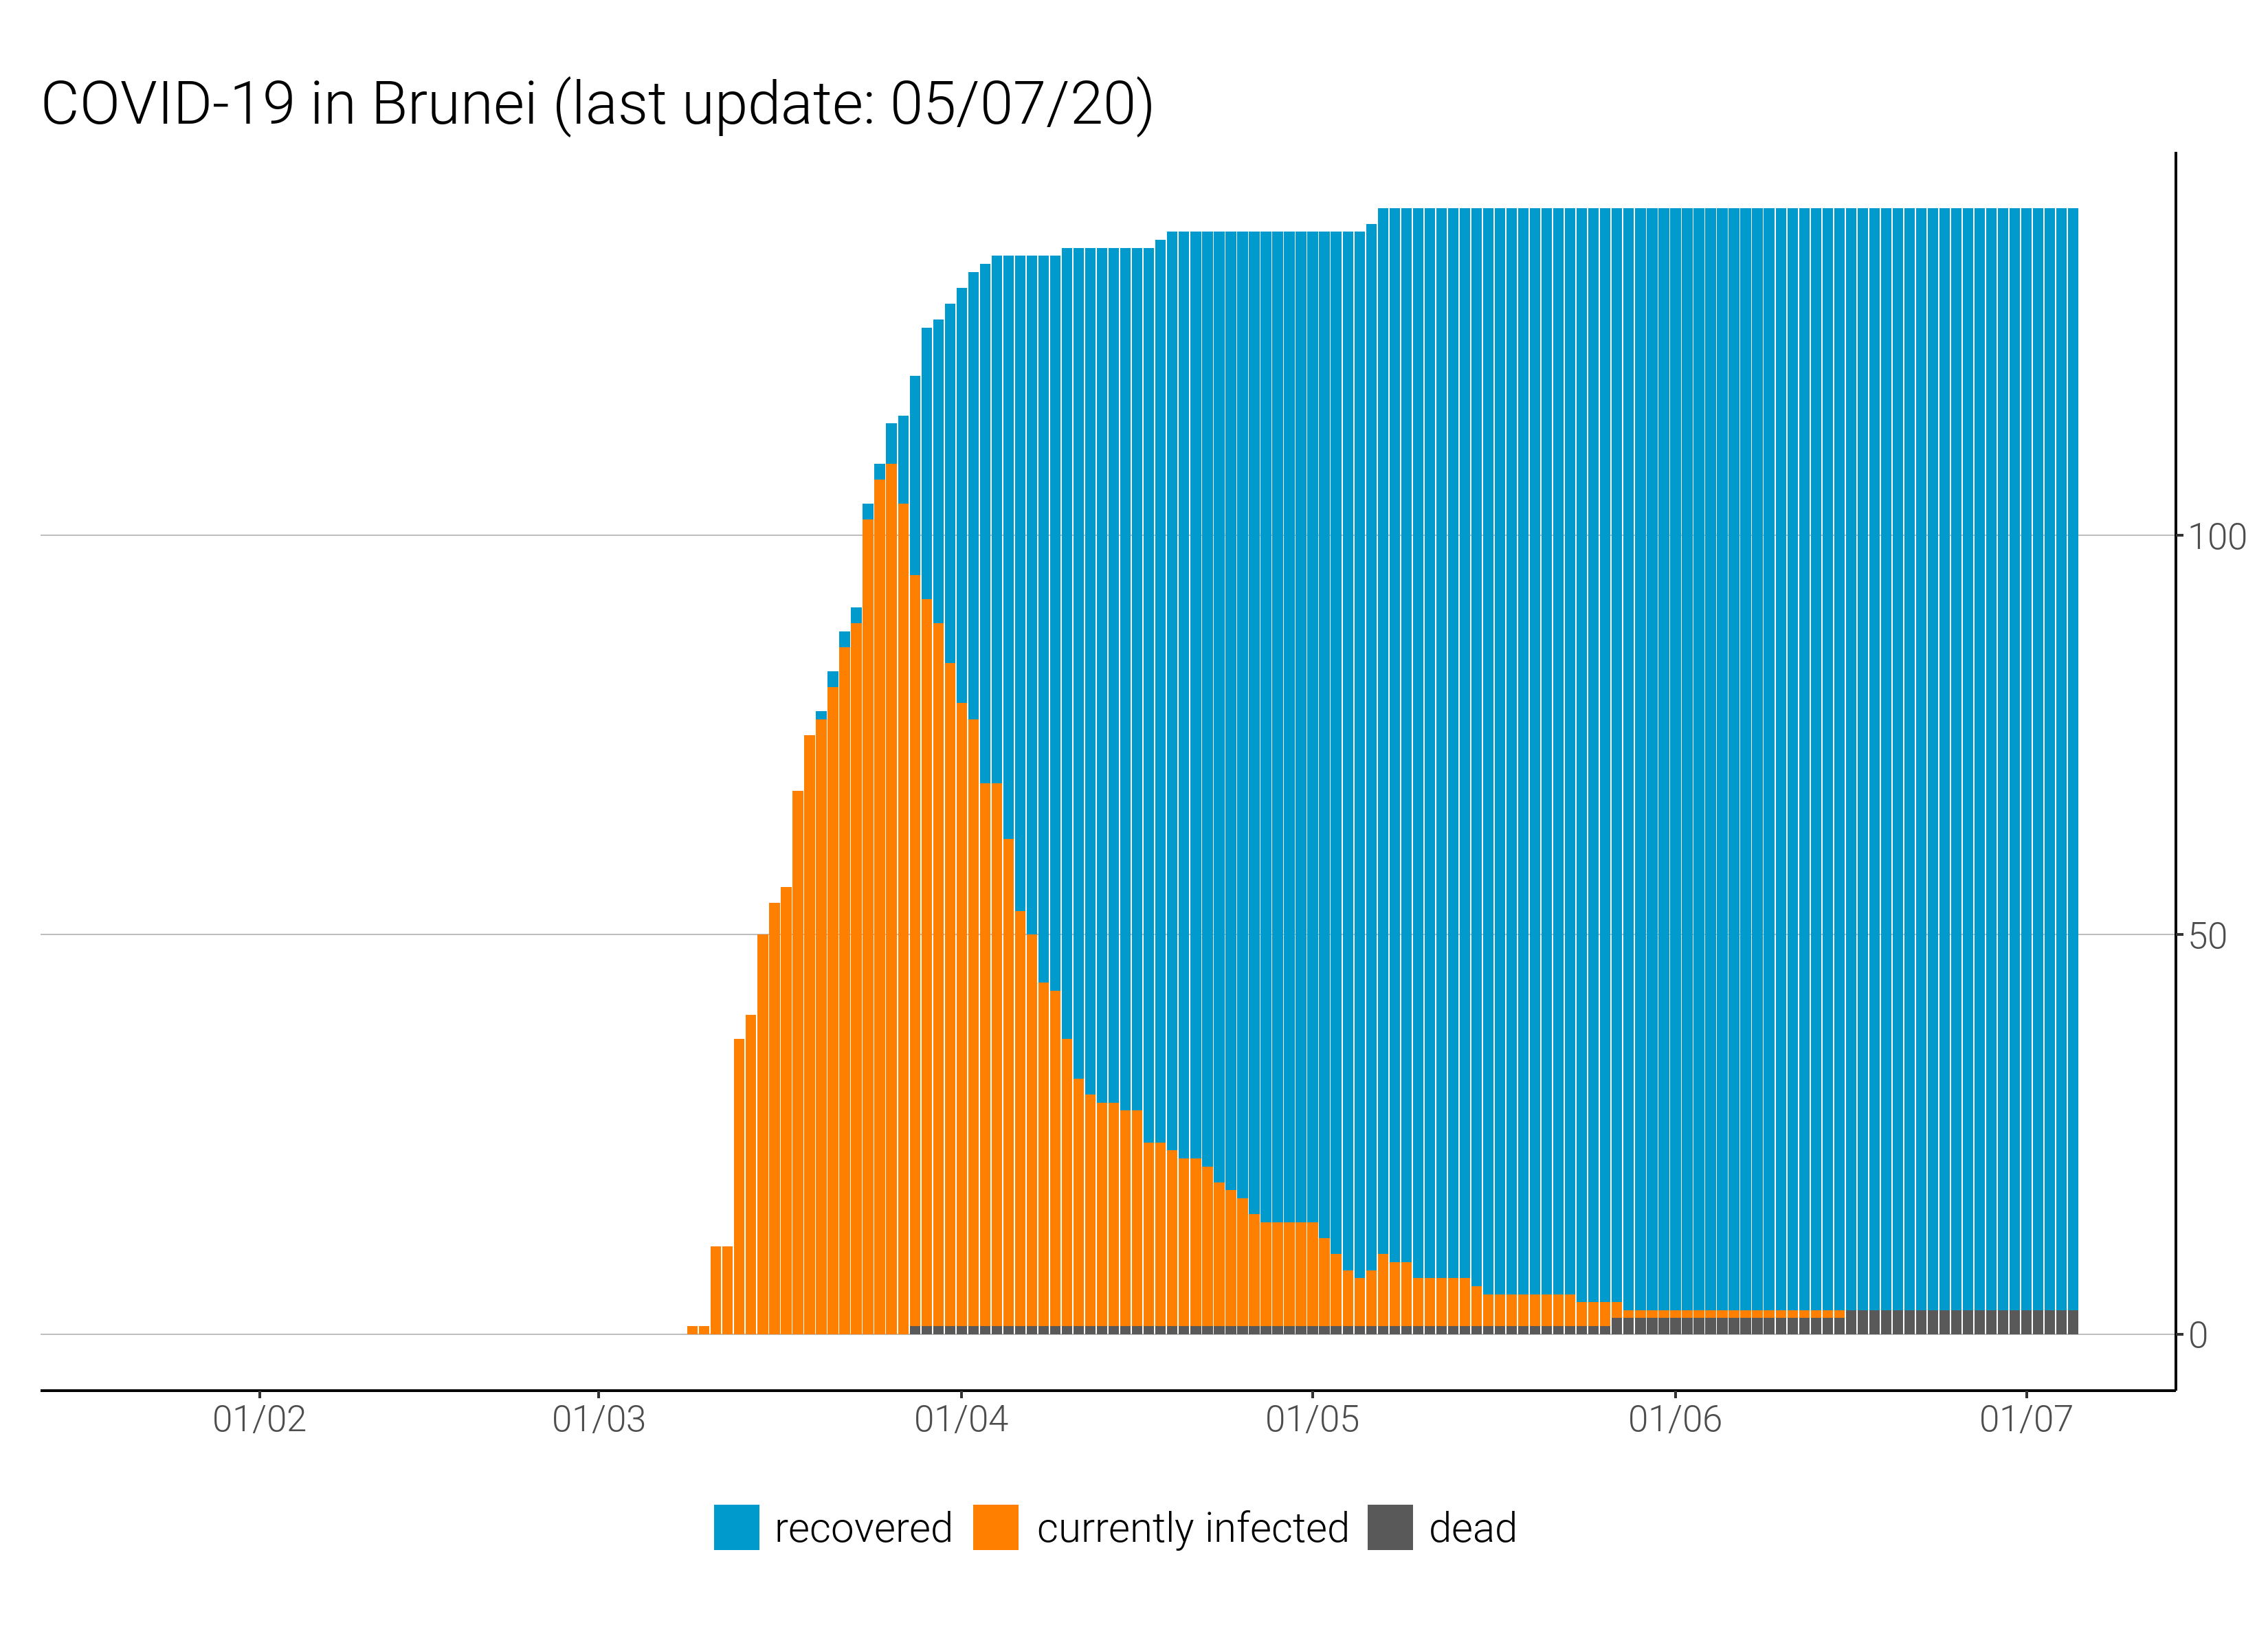 COVID-19 in Brunei (last update: 05/07/20)
100
50
0
01/02 01/03 01/04 01/05 01/06 01/07
recovered currently infected dead